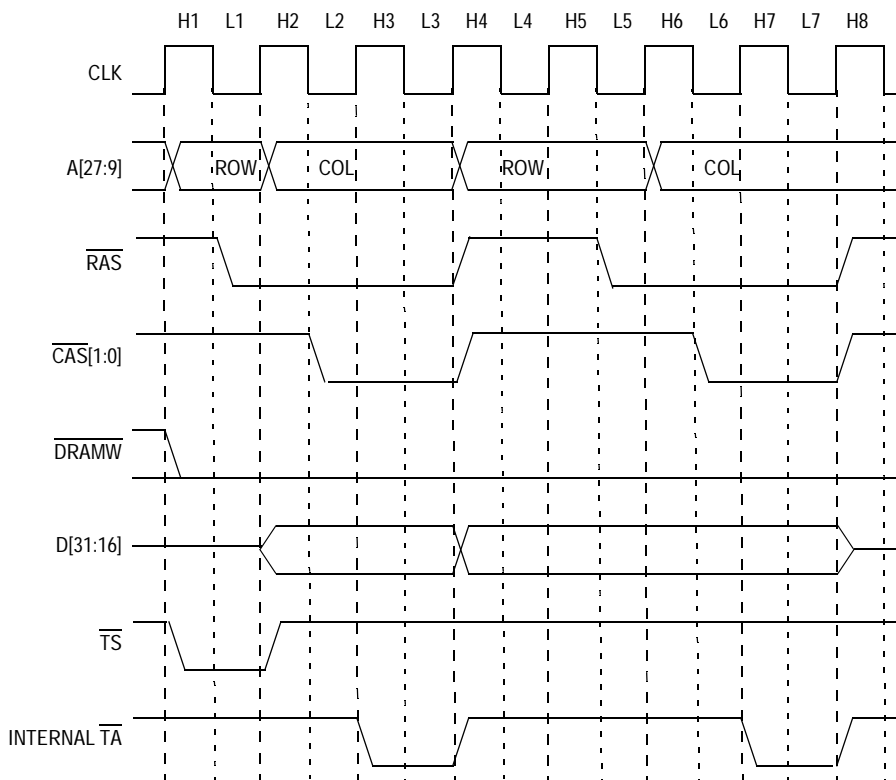 H1 L1 H2 L2 H3 L3 H4 L4 H5 L5 H6 L6 H7 L7 H8
CLK
A[27:9] ROW COL ROW COL
RAS
CAS[1:0]
DRAMW
D[31:16]
TS
INTERNAL TA